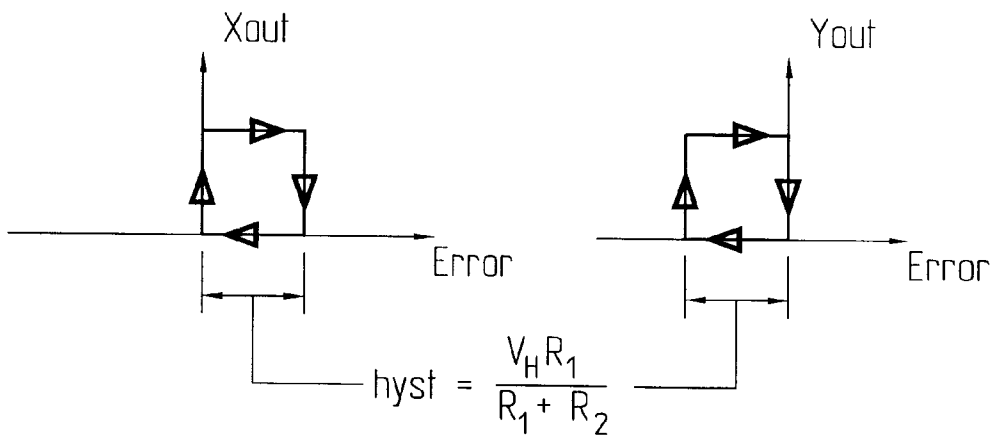 Xout
Yout
Error
Error
hyst = V_H R_1 / (R_1 + R_2)